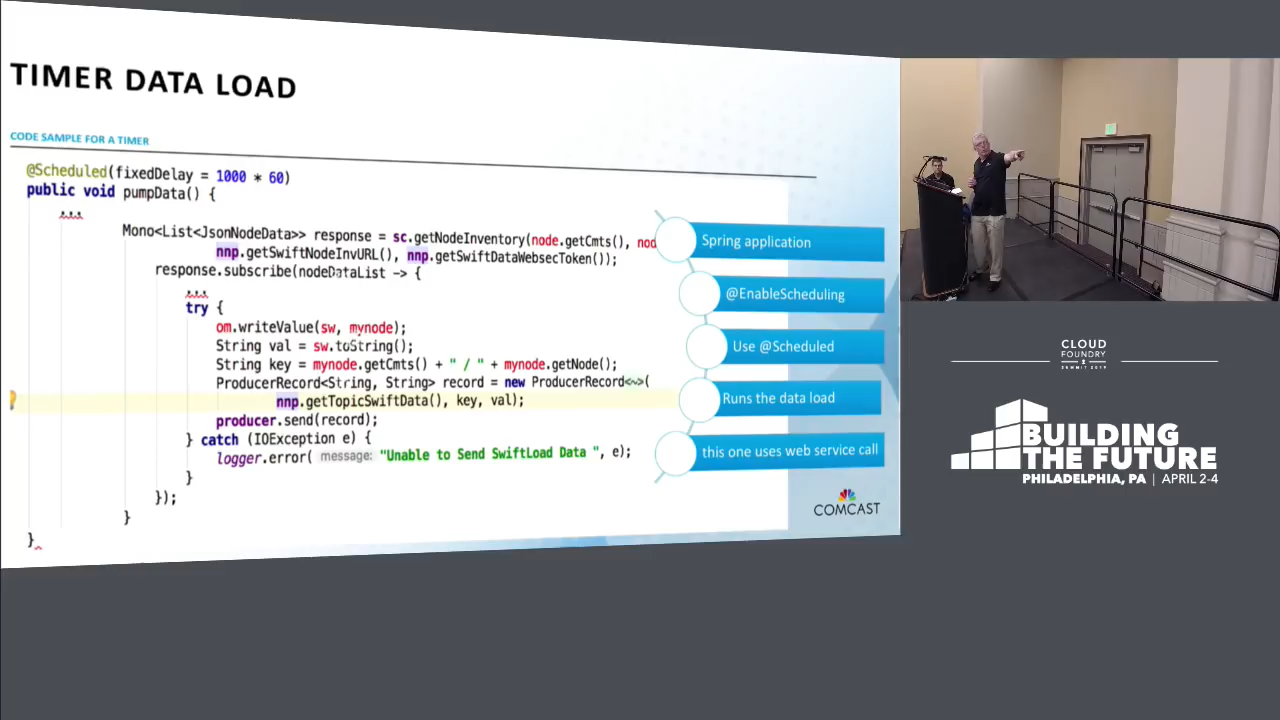 TIMER DATA LOAD
CODE SAMPLE FOR A TIMER
@Scheduled(fixedDelay = 1000 * 60)
public void pumpData() {
...
Mono<List<JsonNodeData>> response = sc.getNodeInventory(node.getCmts(), nod
nnp.getSwiftNodeInvURL(), nnp.getSwiftDataWebsecToken());
response.subscribe(nodeDataList -> {
...
try {
om.writeValue(sw, mynode);
String val = sw.toString();
String key = mynode.getCmts() + " / " + mynode.getNode();
ProducerRecord<String, String> record = new ProducerRecord<~>(
nnp.getTopicSwiftData(), key, val);
producer.send(record);
} catch (IOException e) {
logger.error( message: "Unable to Send SwiftLoad Data ", e);
}
});
}
}
Spring application
@EnableScheduling
Use @Scheduled
Runs the data load
this one uses web service call
COMCAST
CLOUD
FOUNDRY
SUMMIT 2019
BUILDING
THE FUTURE
PHILADELPHIA, PA | APRIL 2-4